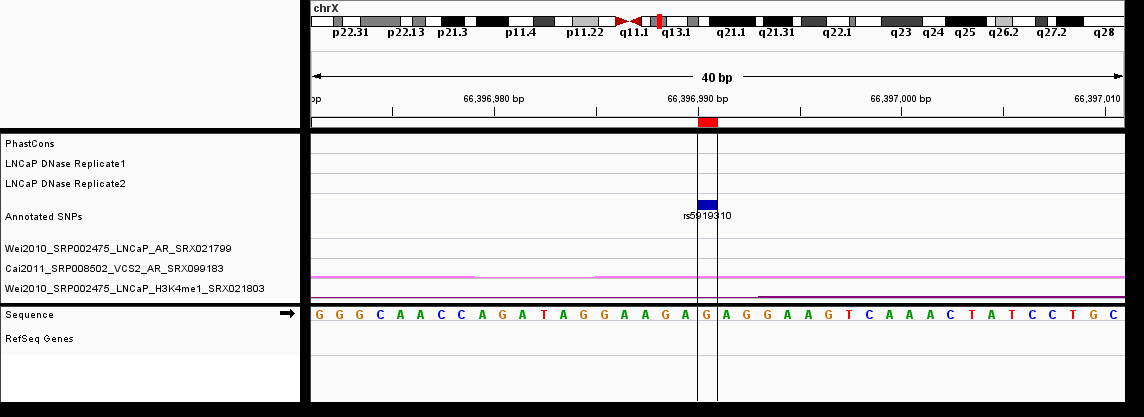 chrX
p22.31 p22.13 p21.3 p11.4 p11.22 q11.1 q13.1 q21.1 q21.31 q22.1 q23 q24 q25 q26.2 q27.2 q28
40 bp
bp 66,396,980 bp 66,396,990 bp 66,397,000 bp 66,397,010
PhastCons
LNCaP DNase Replicate1
LNCaP DNase Replicate2
Annotated SNPs
rs5919310
Wei2010_SRP002475_LNCaP_AR_SRX021799
Cai2011_SRP008502_VCS2_AR_SRX099183
Wei2010_SRP002475_LNCaP_H3K4me1_SRX021803
Sequence G G G C A A C C A G A T A G G A A G A G A G G A A G T C A A A C T A T C C T G C
RefSeq Genes